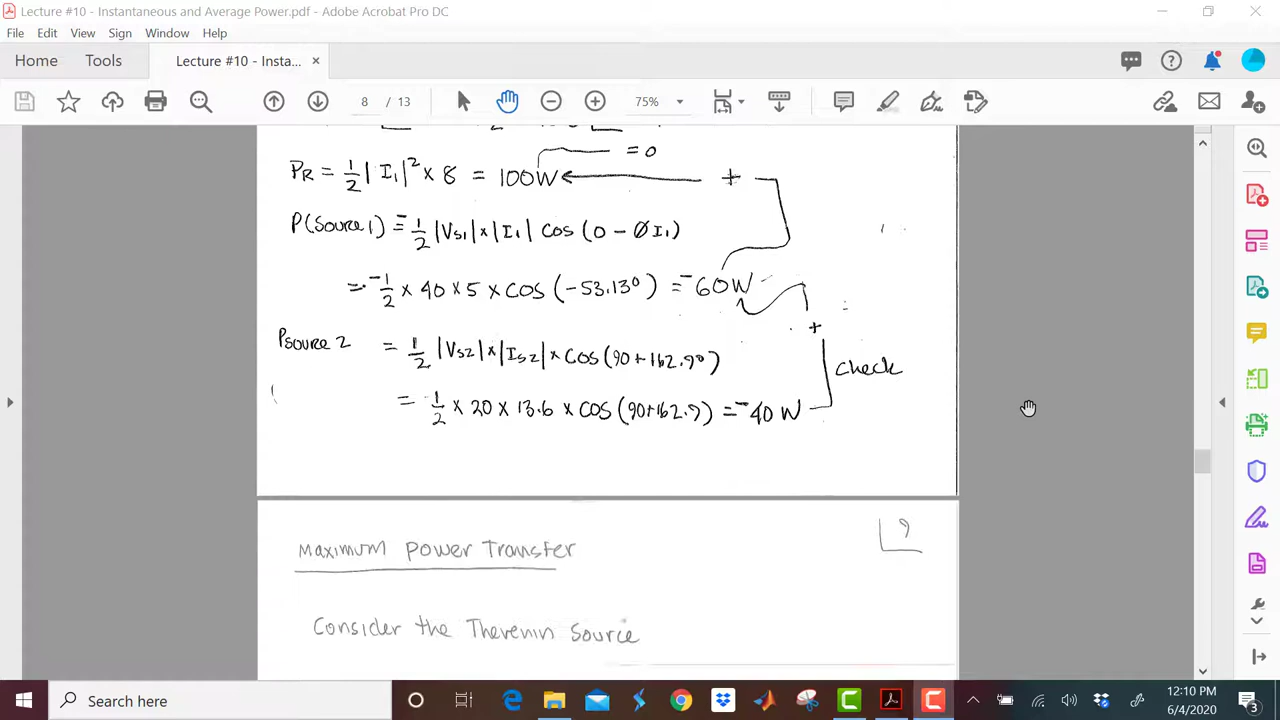 Lecture #10 - Instantaneous and Average Power.pdf - Adobe Acrobat Pro DC
File Edit View Sign Window Help
Home Tools Lecture #10 - Insta... ×
8 / 13 75%
= 0
PR = 1/2 |I1|² × 8 = 100W +
P(Source 1) = -1/2 |Vs1| × |I1| cos (0 - ØI1)
= -1/2 × 40 × 5 × cos (-53.13°) = -60W
+
Psource 2 = 1/2 |Vs2| × |Is2| × cos(90+162.9°)
check
= 1/2 × 20 × 13.6 × cos (90+162.9) = -40 W
9
Maximum Power Transfer
Consider the Thevenin Source
Search here
12:10 PM
6/4/2020
3